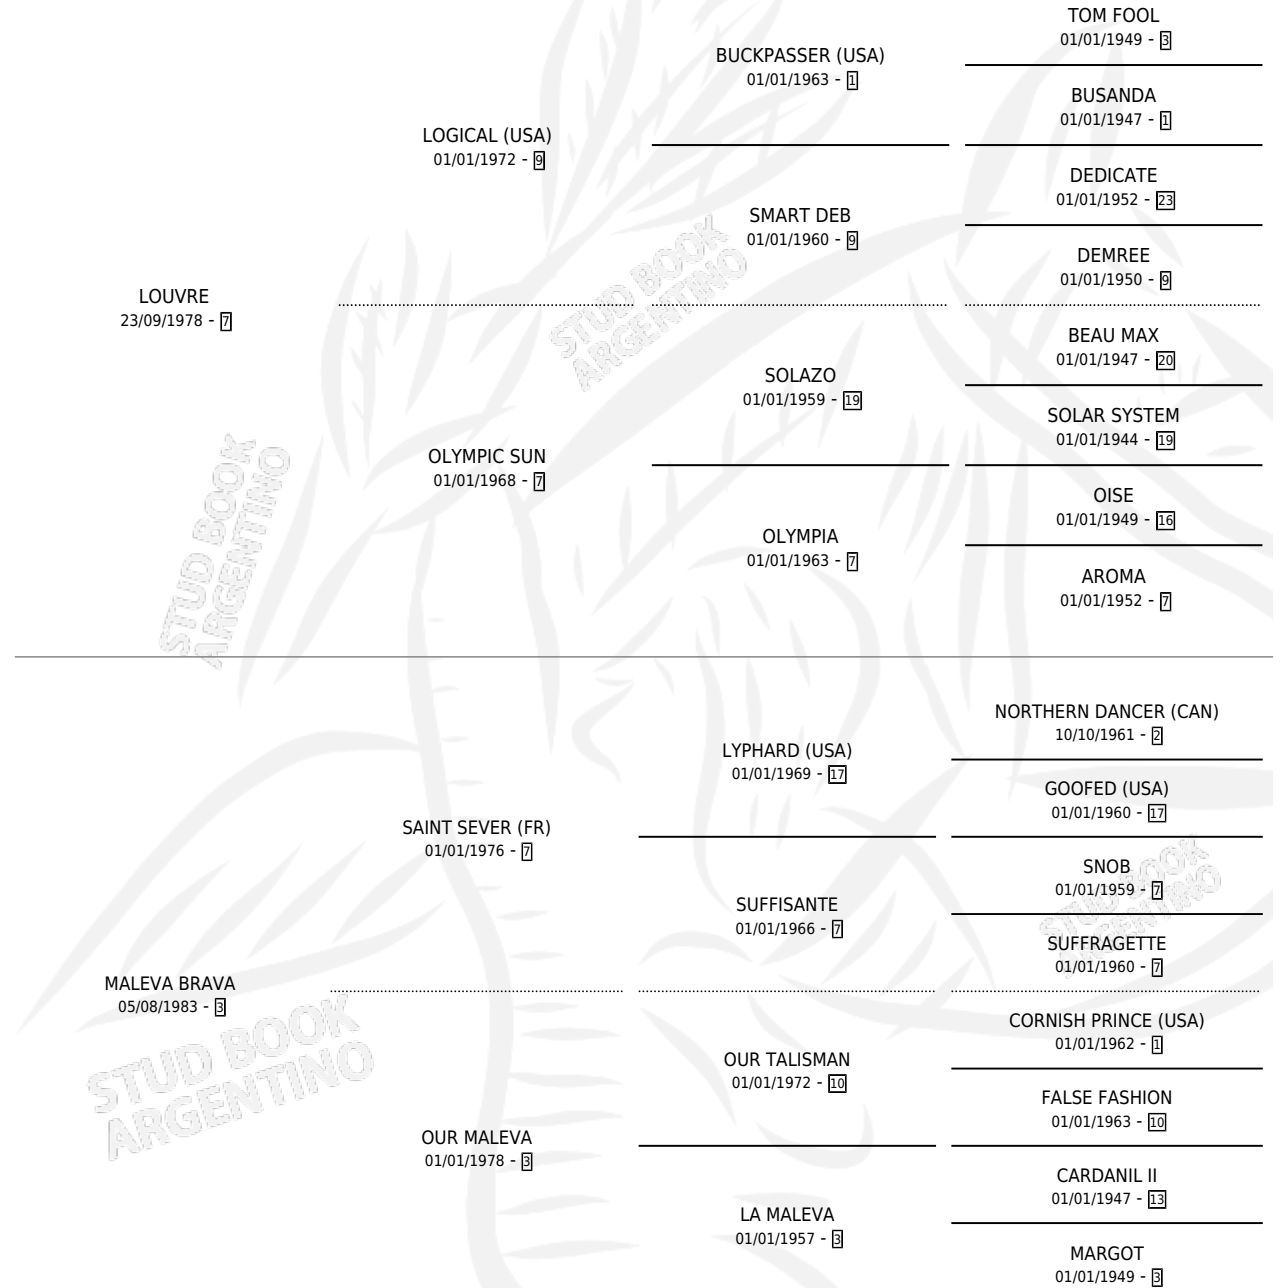 TOM FOOL
01/01/1949 - 3
BUCKPASSER (USA)
01/01/1963 - 1
BUSANDA
01/01/1947 - 1
LOGICAL (USA)
01/01/1972 - 9
DEDICATE
01/01/1952 - 23
SMART DEB
01/01/1960 - 9
DEMREE
01/01/1950 - 9
LOUVRE
23/09/1978 - 7
BEAU MAX
01/01/1947 - 20
SOLAZO
01/01/1959 - 19
SOLAR SYSTEM
01/01/1944 - 19
OLYMPIC SUN
01/01/1968 - 7
OISE
01/01/1949 - 16
OLYMPIA
01/01/1963 - 7
AROMA
01/01/1952 - 7
STUD BOOK
ARGENTINO
STUD BOOK
ARGENTINO
NORTHERN DANCER (CAN)
10/10/1961 - 2
LYPHARD (USA)
01/01/1969 - 17
GOOFED (USA)
01/01/1960 - 17
SAINT SEVER (FR)
01/01/1976 - 7
SNOB
01/01/1959 - 7
SUFFISANTE
01/01/1966 - 7
SUFFRAGETTE
01/01/1960 - 7
MALEVA BRAVA
05/08/1983 - 3
CORNISH PRINCE (USA)
01/01/1962 - 1
OUR TALISMAN
01/01/1972 - 10
FALSE FASHION
01/01/1963 - 10
OUR MALEVA
01/01/1978 - 3
CARDANIL II
01/01/1947 - 13
LA MALEVA
01/01/1957 - 3
MARGOT
01/01/1949 - 3
STUD BOOK
ARGENTINO
STUD BOOK
ARGENTINO